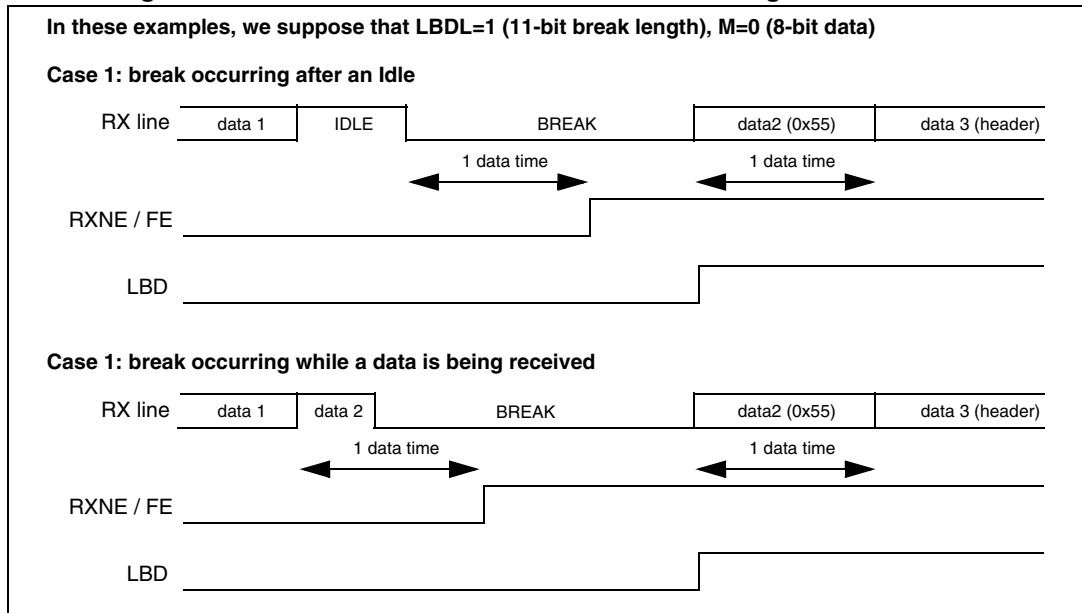 In these examples, we suppose that LBDL=1 (11-bit break length), M=0 (8-bit data)
Case 1: break occurring after an Idle
RX line data 1 IDLE BREAK data2 (0x55) data 3 (header)
1 data time 1 data time
RXNE / FE
LBD
Case 1: break occurring while a data is being received
RX line data 1 data 2 BREAK data2 (0x55) data 3 (header)
1 data time 1 data time
RXNE / FE
LBD